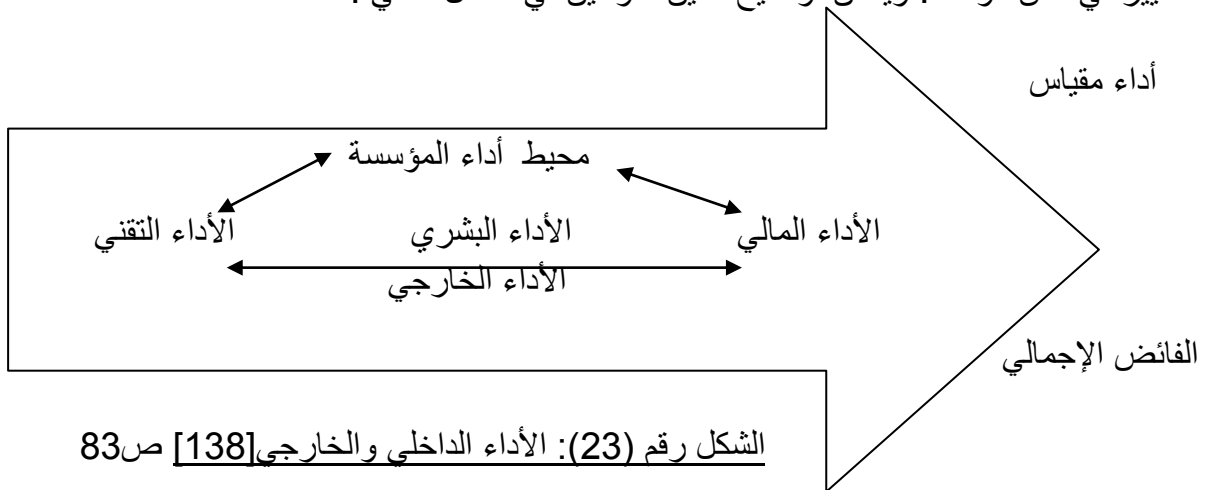 أداء مقياس
محيط أداء المؤسسة
الأداء المالي الأداء البشري الأداء التقني
الأداء الخارجي
الفائض الإجمالي
الشكل رقم (23): الأداء الداخلي والخارجي[138] ص83